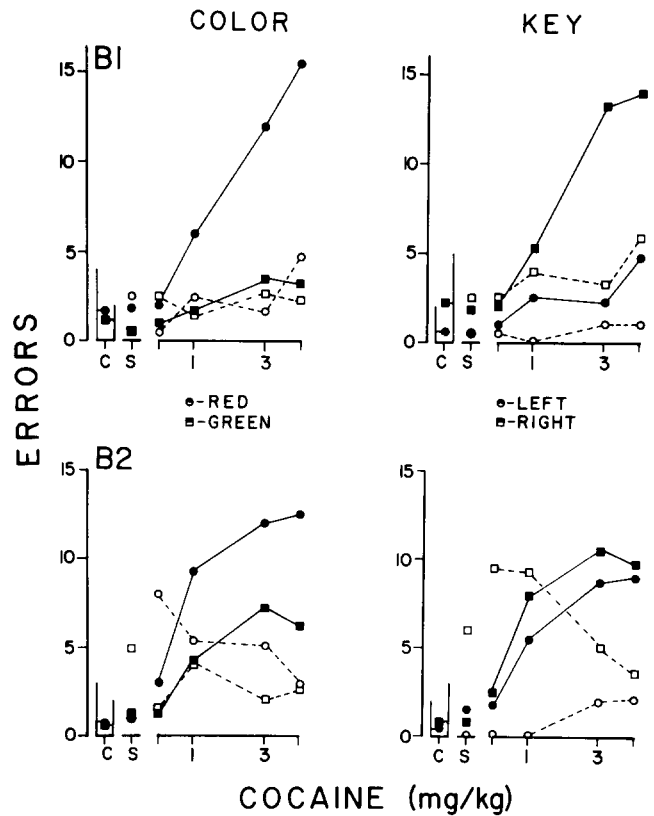 COLOR KEY
B1
15 15
10 10
5 5
0 0
C S 1 3 C S 1 3
ERRORS
-RED -LEFT
-GREEN -RIGHT
B2
15 15
10 10
5 5
0 0
C S 1 3 C S 1 3
COCAINE (mg/kg)